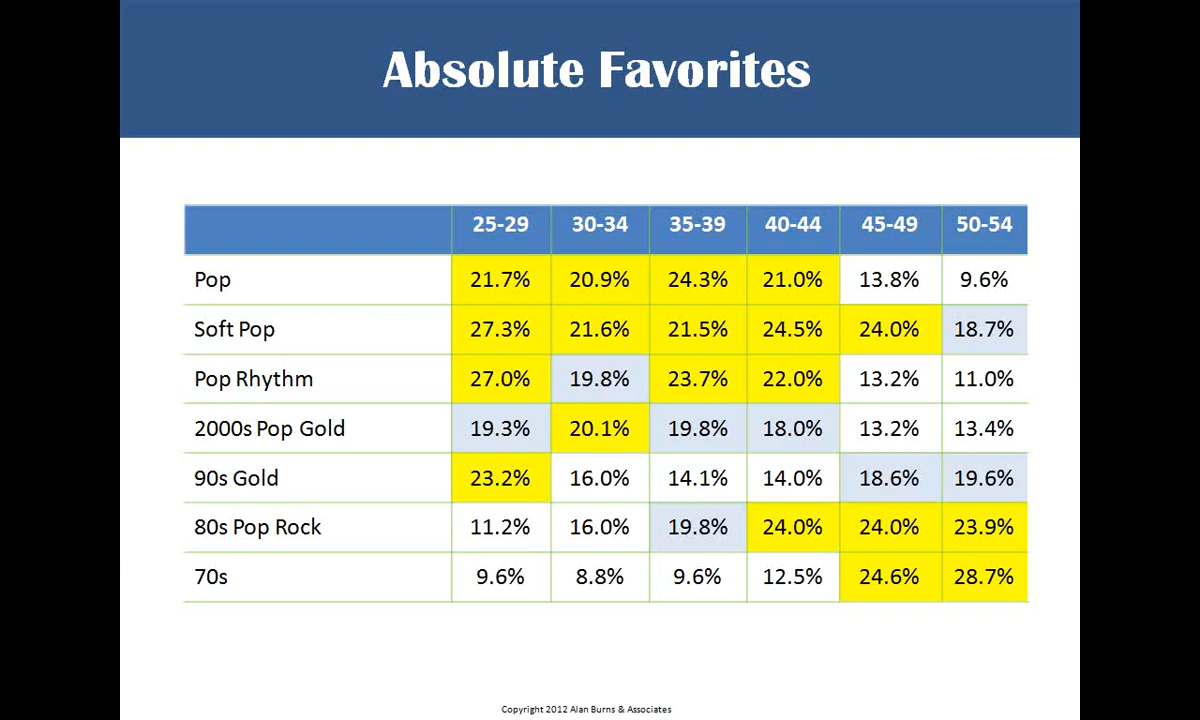 Absolute Favorites
25-29 30-34 35-39 40-44 45-49 50-54
Pop 21.7% 20.9% 24.3% 21.0% 13.8% 9.6%
Soft Pop 27.3% 21.6% 21.5% 24.5% 24.0% 18.7%
Pop Rhythm 27.0% 19.8% 23.7% 22.0% 13.2% 11.0%
2000s Pop Gold 19.3% 20.1% 19.8% 18.0% 13.2% 13.4%
90s Gold 23.2% 16.0% 14.1% 14.0% 18.6% 19.6%
80s Pop Rock 11.2% 16.0% 19.8% 24.0% 24.0% 23.9%
70s 9.6% 8.8% 9.6% 12.5% 24.6% 28.7%
Copyright 2012 Alan Burns & Associates